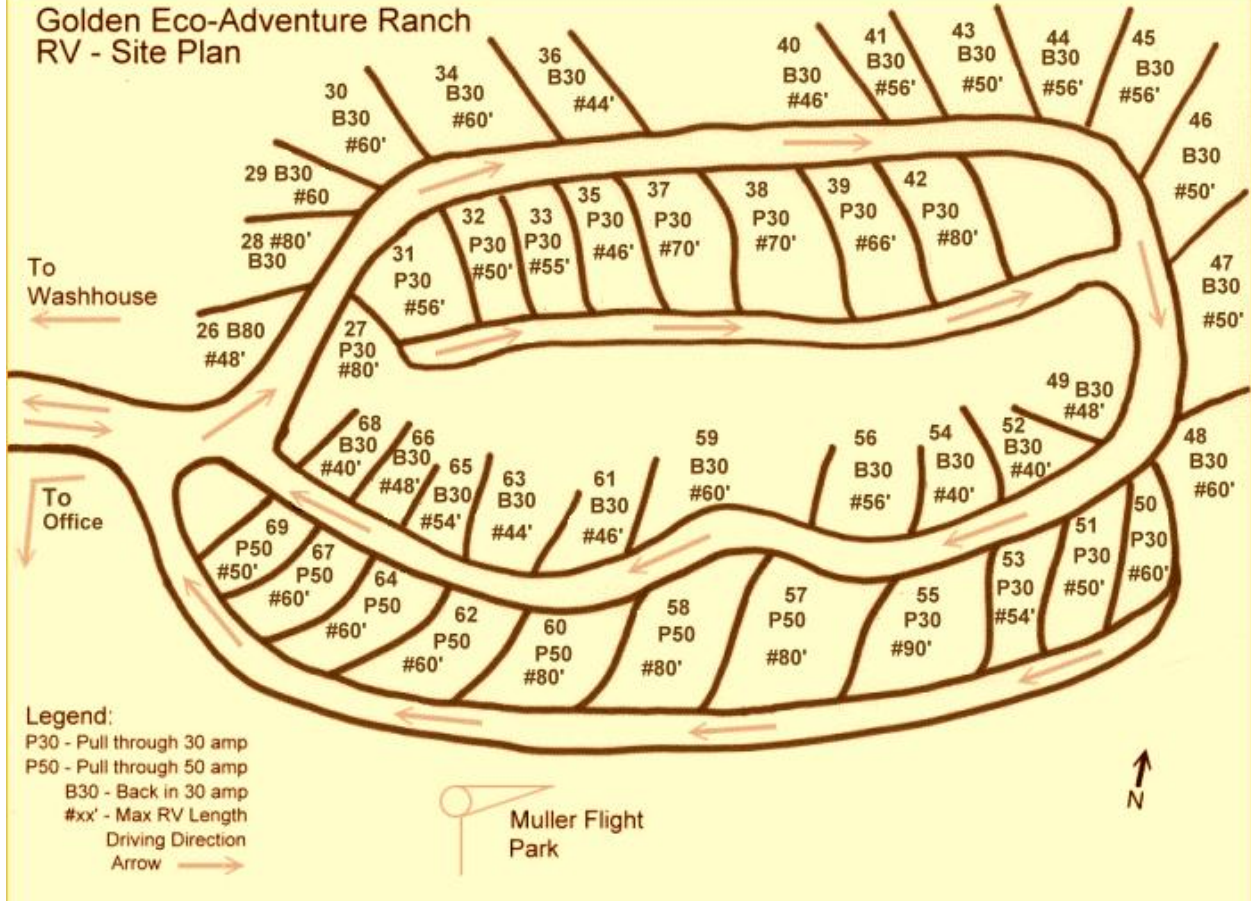 Golden Eco-Adventure Ranch
RV - Site Plan
30
B30
#60'
34
B30
#60'
36
B30
#44'
40
B30
#46'
41
B30
#56'
43
B30
#50'
44
B30
#56'
45
B30
#56'
46
B30
#50'
29 B30
#60
28 #80'
B30
26 B80
#48'
To
Washhouse
31
P30
#56'
32
P30
#50'
33
P30
#55'
35
P30
#46'
37
P30
#70'
38
P30
#70'
39
P30
#66'
42
P30
#80'
47
B30
#50'
27
P30
#80'
68
B30
#40'
66
B30
#48'
65
B30
#54'
63
B30
#44'
61
B30
#46'
59
B30
#60'
56
B30
#56'
54
B30
#40'
52
B30
#40'
49 B30
#48'
48
B30
#60'
To
Office
69
P50
#50'
67
P50
#60'
64
P50
#60'
62
P50
#60'
60
P50
#80'
58
P50
#80'
57
P50
#80'
55
P30
#90'
53
P30
#54'
51
P30
#50'
50
P30
#60'
Legend:
P30 - Pull through 30 amp
P50 - Pull through 50 amp
B30 - Back in 30 amp
#xx' - Max RV Length
Driving Direction
Arrow
Muller Flight
Park
N